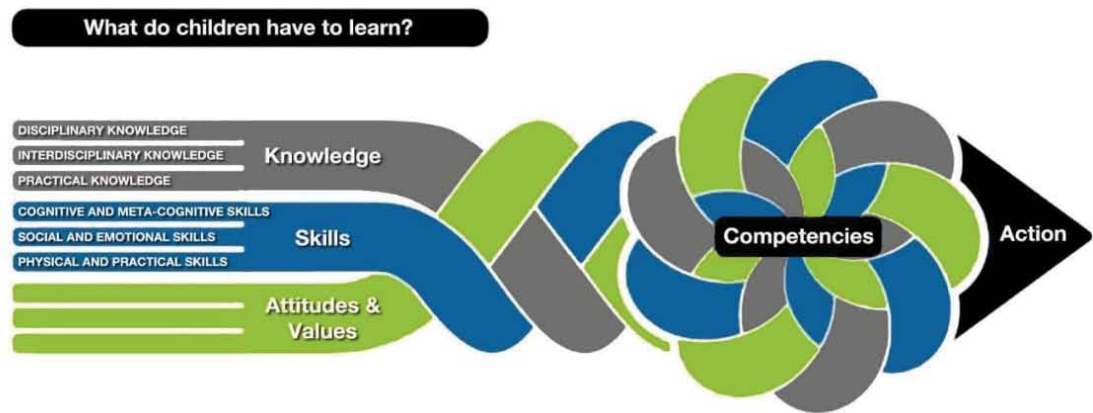 What do children have to learn?
DISCIPLINARY KNOWLEDGE
INTERDISCIPLINARY KNOWLEDGE
PRACTICAL KNOWLEDGE
Knowledge
COGNITIVE AND META-COGNITIVE SKILLS
SOCIAL AND EMOTIONAL SKILLS
PHYSICAL AND PRACTICAL SKILLS
Skills
Attitudes &
Values
Competencies
Action